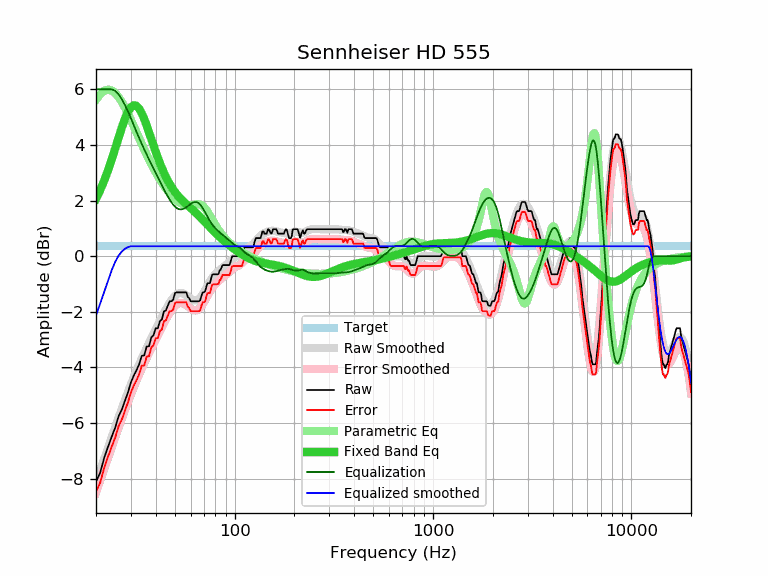 Sennheiser HD 555
6
4
2
0
−2
−4
−6
−8
Amplitude (dBr)
Target
Raw Smoothed
Error Smoothed
Raw
Error
Parametric Eq
Fixed Band Eq
Equalization
Equalized smoothed
100 1000 10000
Frequency (Hz)